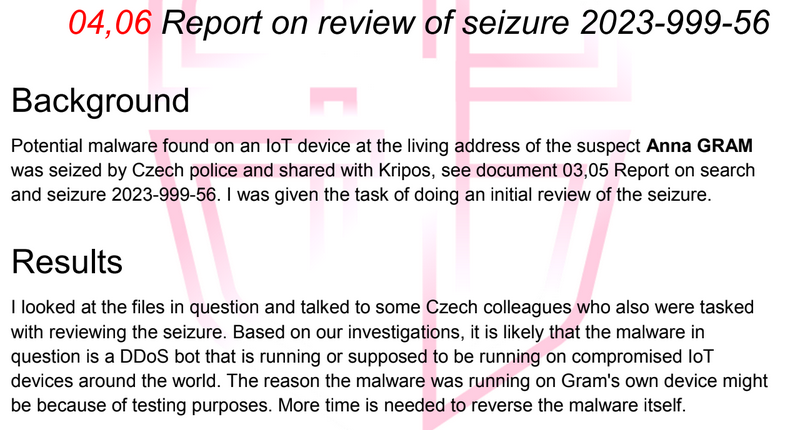 04,06 Report on review of seizure 2023-999-56
Background
Potential malware found on an IoT device at the living address of the suspect Anna GRAM
was seized by Czech police and shared with Kripos, see document 03,05 Report on search
and seizure 2023-999-56. I was given the task of doing an initial review of the seizure.
Results
I looked at the files in question and talked to some Czech colleagues who also were tasked
with reviewing the seizure. Based on our investigations, it is likely that the malware in
question is a DDoS bot that is running or supposed to be running on compromised IoT
devices around the world. The reason the malware was running on Gram's own device might
be because of testing purposes. More time is needed to reverse the malware itself.